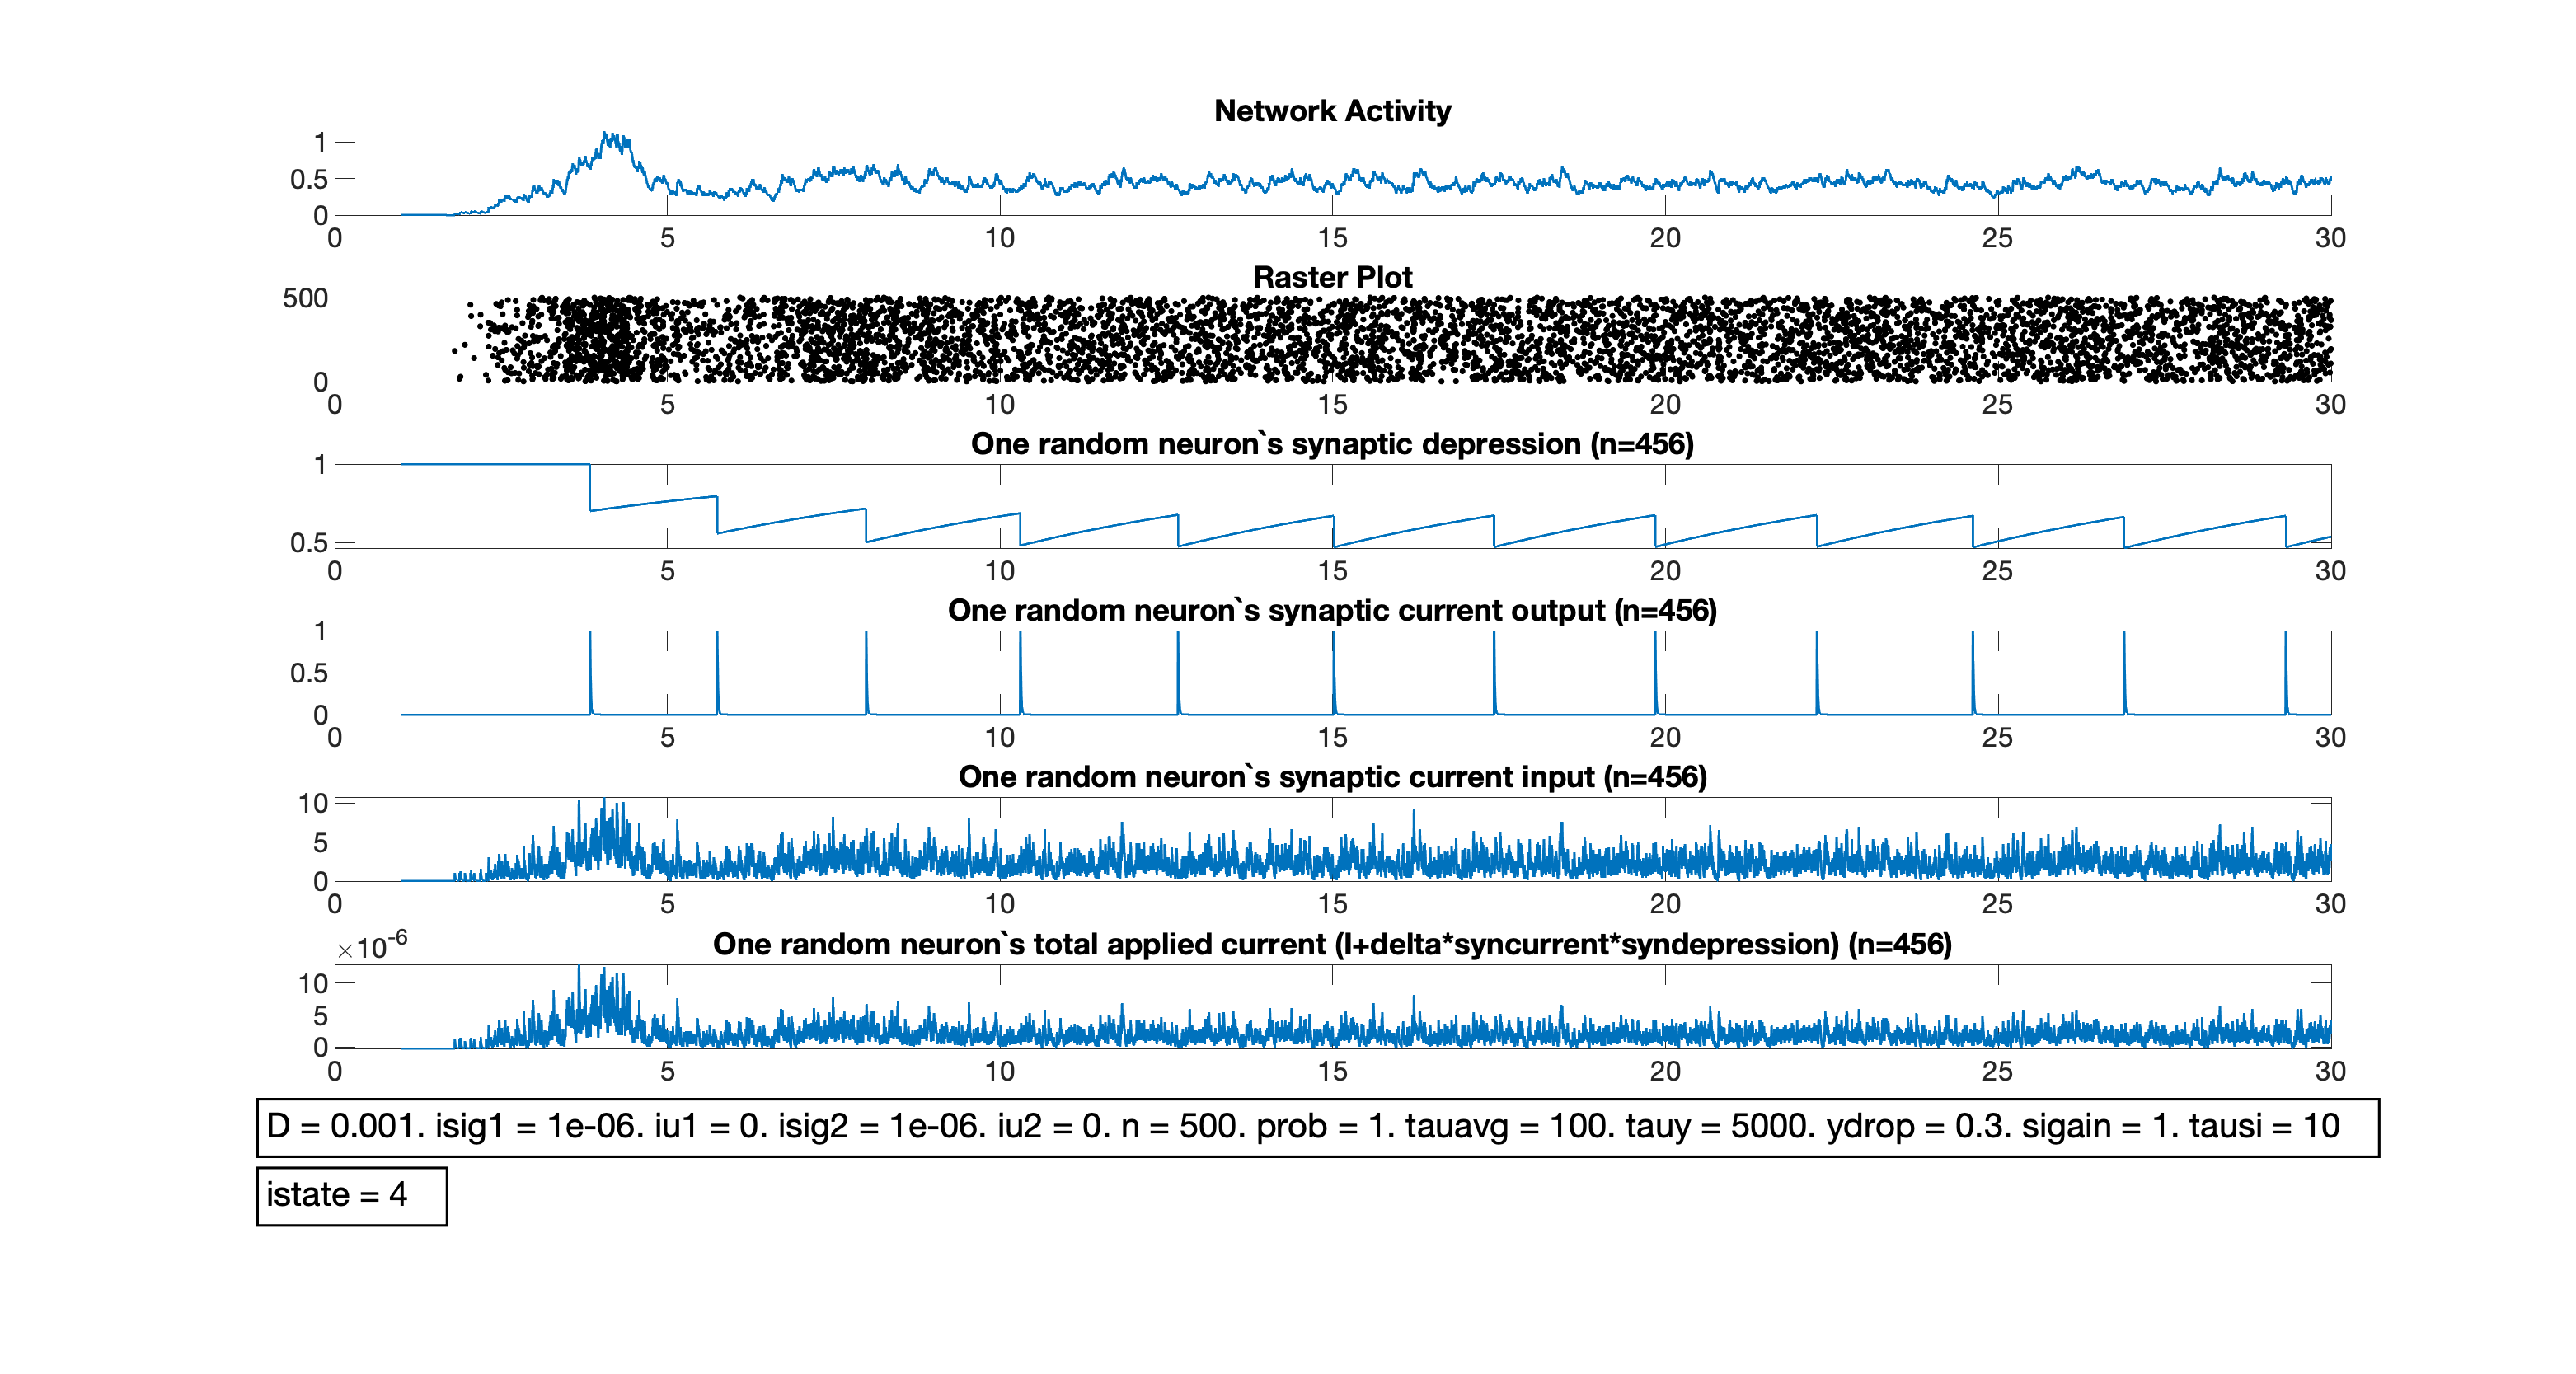 Network Activity
1
0.5
0
0 5 10 15 20 25 30
Raster Plot
500
0
0 5 10 15 20 25 30
One random neuron`s synaptic depression (n=456)
1
0.5
0 5 10 15 20 25 30
One random neuron`s synaptic current output (n=456)
1
0.5
0
0 5 10 15 20 25 30
One random neuron`s synaptic current input (n=456)
10
5
0
0 5 10 15 20 25 30
×10-6
One random neuron`s total applied current (I+delta*syncurrent*syndepression) (n=456)
10
5
0
0 5 10 15 20 25 30
D = 0.001. isig1 = 1e-06. iu1 = 0. isig2 = 1e-06. iu2 = 0. n = 500. prob = 1. tauavg = 100. tauy = 5000. ydrop = 0.3. sigain = 1. tausi = 10
istate = 4